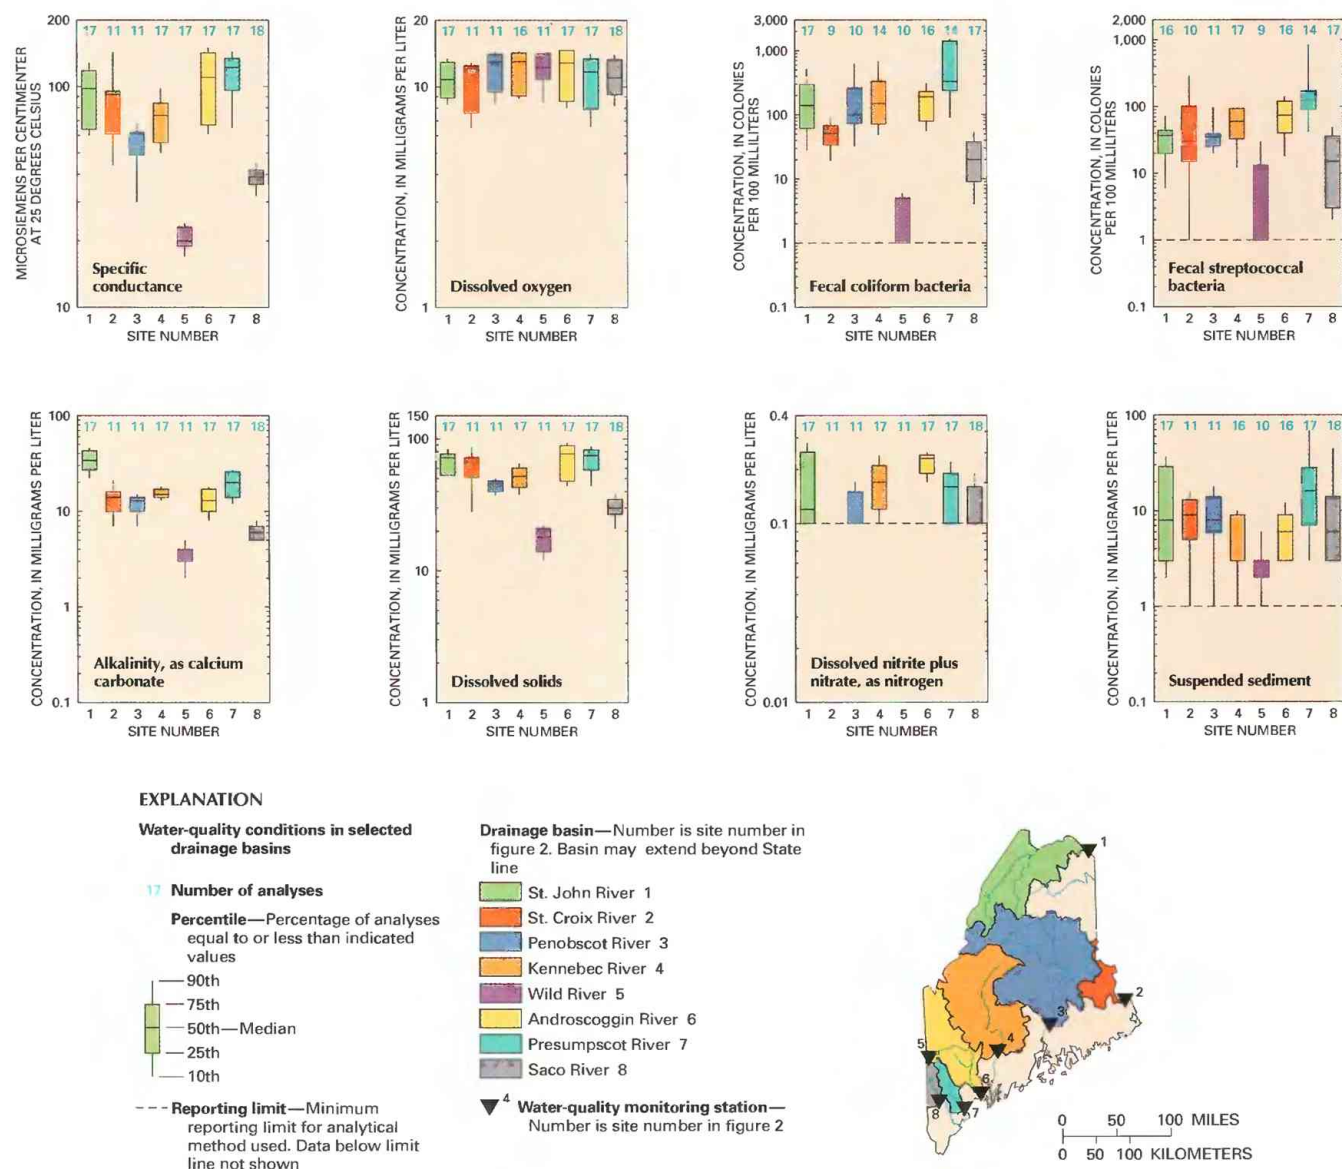 MICROSIEMENS PER CENTIMENTER
AT 25 DEGREES CELSIUS
200
100
10
17 11 11 17 17 17 17 18
Specific
conductance
1 2 3 4 5 6 7 8
SITE NUMBER
CONCENTRATION, IN MILLIGRAMS PER LITER
20
10
1
17 11 11 16 11 17 17 18
Dissolved oxygen
1 2 3 4 5 6 7 8
SITE NUMBER
CONCENTRATION, IN COLONIES
PER 100 MILLILITERS
3,000
1,000
100
10
1
0.1
17 9 10 14 10 16 14 17
Fecal coliform bacteria
1 2 3 4 5 6 7 8
SITE NUMBER
CONCENTRATION, IN COLONIES
PER 100 MILLILITERS
2,000
1,000
100
10
1
0.1
16 10 11 17 9 16 14 17
Fecal streptococcal
bacteria
1 2 3 4 5 6 7 8
SITE NUMBER
CONCENTRATION, IN MILLIGRAMS PER LITER
100
10
1
0.1
17 11 11 17 11 17 17 18
Alkalinity, as calcium
carbonate
1 2 3 4 5 6 7 8
SITE NUMBER
CONCENTRATION, IN MILLIGRAMS PER LITER
150
100
10
1
17 11 11 17 11 17 17 18
Dissolved solids
1 2 3 4 5 6 7 8
SITE NUMBER
CONCENTRATION, IN MILLIGRAMS PER LITER
0.4
0.1
0.01
17 11 11 17 11 17 17 18
Dissolved nitrite plus
nitrate, as nitrogen
1 2 3 4 5 6 7 8
SITE NUMBER
CONCENTRATION, IN MILLIGRAMS PER LITER
100
10
1
0.1
17 11 11 16 10 16 17 18
Suspended sediment
1 2 3 4 5 6 7 8
SITE NUMBER
EXPLANATION
Water-quality conditions in selected
drainage basins
17 Number of analyses
Percentile—Percentage of analyses
equal to or less than indicated
values
90th
75th
50th—Median
25th
10th
Reporting limit—Minimum
reporting limit for analytical
method used. Data below limit
line not shown
Drainage basin—Number is site number in
figure 2. Basin may extend beyond State
line
St. John River 1
St. Croix River 2
Penobscot River 3
Kennebec River 4
Wild River 5
Androscoggin River 6
Presumpscot River 7
Saco River 8
4 Water-quality monitoring station—
Number is site number in figure 2
1
2
3
4
5
6
8 7
0 50 100 MILES
0 50 100 KILOMETERS